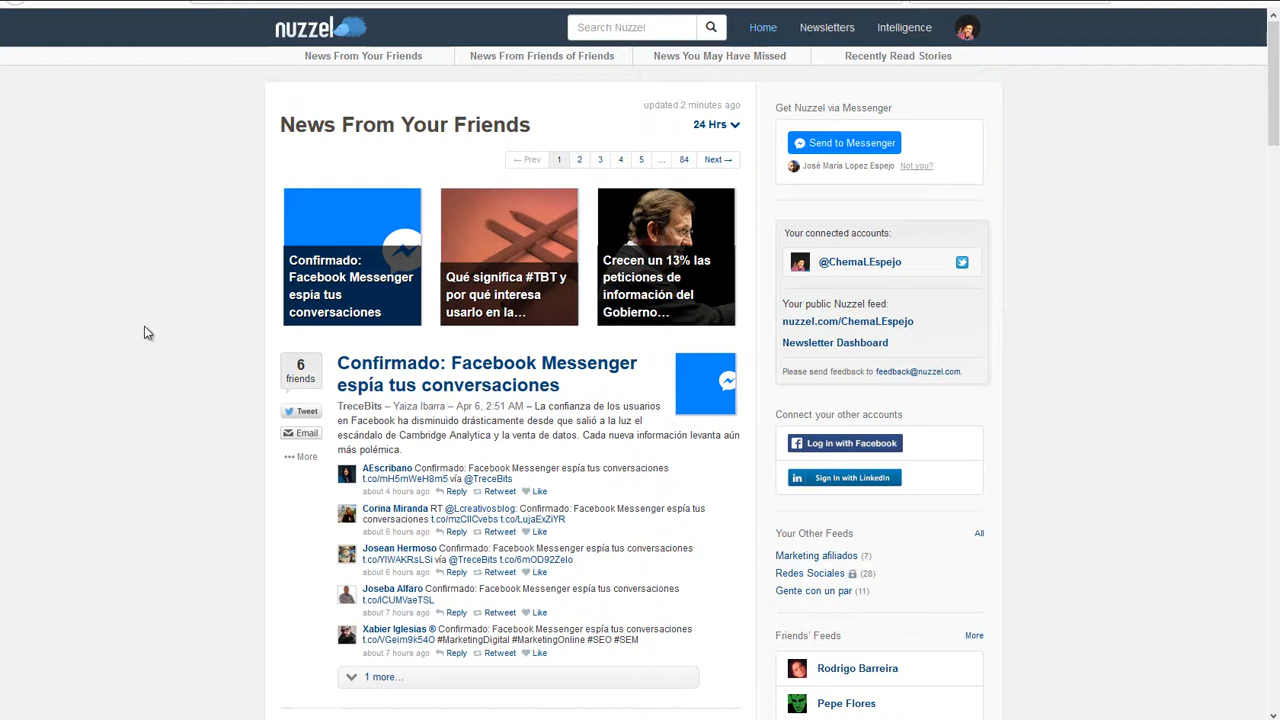 nuzzel
Search Nuzzel
Home
Newsletters
Intelligence
News From Your Friends
News From Friends of Friends
News You May Have Missed
Recently Read Stories
updated 2 minutes ago
News From Your Friends
24 Hrs
← Prev 1 2 3 4 5 ... 84 Next →
Confirmado:
Facebook Messenger
espía tus
conversaciones
Qué significa #TBT y
por qué interesa
usarlo en la...
Crecen un 13% las
peticiones de
información del
Gobierno...
6
friends
Tweet
Email
••• More
Confirmado: Facebook Messenger
espía tus conversaciones
TreceBits – Yaiza Ibarra – Apr 6, 2:51 AM – La confianza de los usuarios
en Facebook ha disminuido drásticamente desde que salió a la luz el
escándalo de Cambridge Analytica y la venta de datos. Cada nueva información levanta aún
más polémica.
AEscribano Confirmado: Facebook Messenger espía tus conversaciones
t.co/mH5mWeH8m5 vía @TreceBits
about 4 hours ago Reply Retweet Like
Corina Miranda RT @Lcreativosblog: Confirmado: Facebook Messenger espía tus
conversaciones t.co/mzClICvebs t.co/LujaExZiYR
about 6 hours ago Reply Retweet Like
Josean Hermoso Confirmado: Facebook Messenger espía tus conversaciones
t.co/YIWAKRsLSi vía @TreceBits t.co/6mOD92Zelo
about 6 hours ago Reply Retweet Like
Joseba Alfaro Confirmado: Facebook Messenger espía tus conversaciones
t.co/ICUMVaeTSL
about 7 hours ago Reply Retweet Like
Xabier Iglesias ® Confirmado: Facebook Messenger espía tus conversaciones
t.co/VGeim9k54O #MarketingDigital #MarketingOnline #SEO #SEM
about 7 hours ago Reply Retweet Like
1 more...
Get Nuzzel via Messenger
Send to Messenger
José María Lopez Espejo Not you?
Your connected accounts:
@ChemaLEspejo
Your public Nuzzel feed:
nuzzel.com/ChemaLEspejo
Newsletter Dashboard
Please send feedback to feedback@nuzzel.com.
Connect your other accounts
Log in with Facebook
in Sign In with LinkedIn
Your Other Feeds All
Marketing afiliados (7)
Redes Sociales (28)
Gente con un par (11)
Friends' Feeds More
Rodrigo Barreira
Pepe Flores